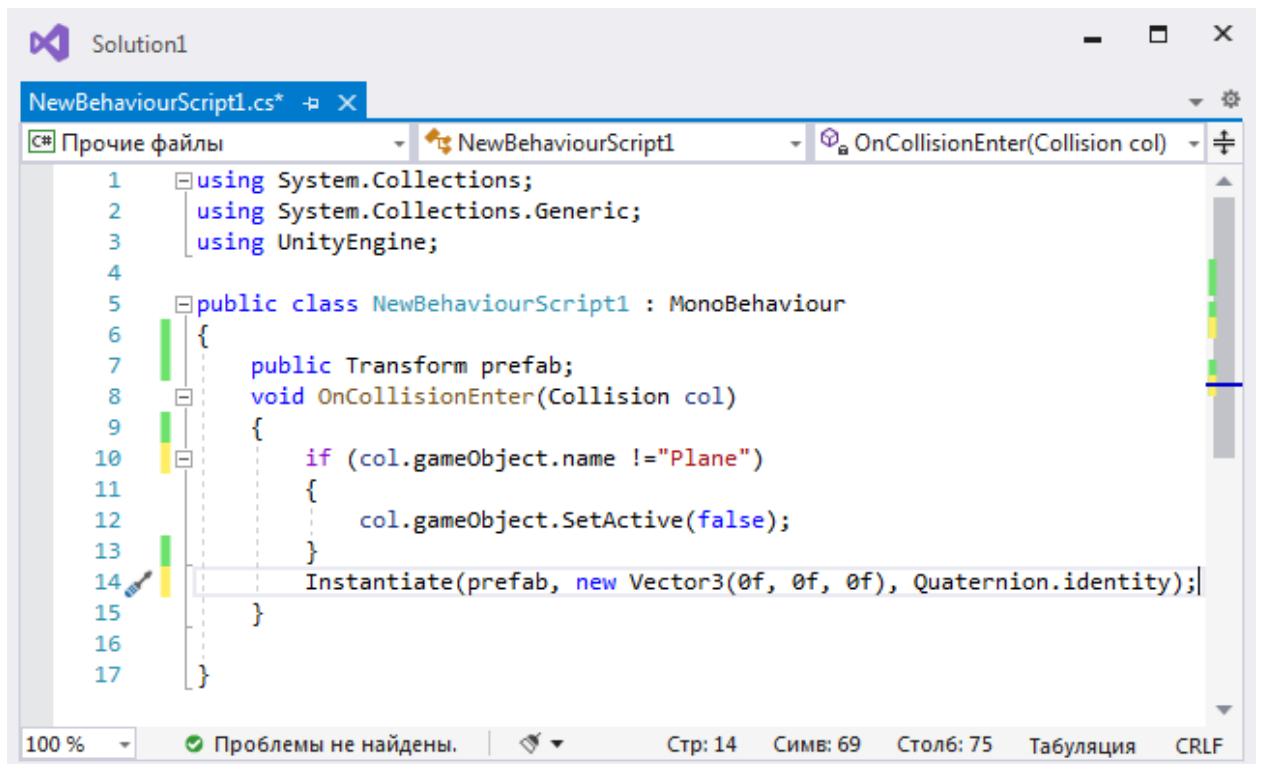 Solution1
NewBehaviourScript1.cs*
C# Прочие файлы NewBehaviourScript1 OnCollisionEnter(Collision col)
1 using System.Collections;
2 using System.Collections.Generic;
3 using UnityEngine;
4
5 public class NewBehaviourScript1 : MonoBehaviour
6 {
7 public Transform prefab;
8 void OnCollisionEnter(Collision col)
9 {
10 if (col.gameObject.name !="Plane")
11 {
12 col.gameObject.SetActive(false);
13 }
14 Instantiate(prefab, new Vector3(0f, 0f, 0f), Quaternion.identity);
15 }
16
17 }
100 % Проблемы не найдены. Стр: 14 Симв: 69 Столб: 75 Табуляция CRLF